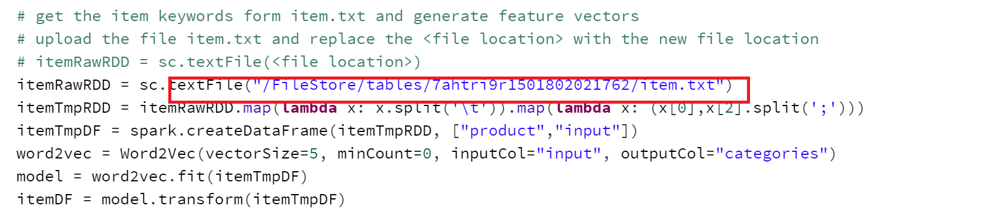 # get the item keywords form item.txt and generate feature vectors
# upload the file item.txt and replace the <file location> with the new file location
# itemRawRDD = sc.textFile(<file location>)
itemRawRDD = sc.textFile("/FileStore/tables/7ahtri9r1501802021762/item.txt")
itemTmpRDD = itemRawRDD.map(lambda x: x.split('\t')).map(lambda x: (x[0],x[2].split(';')))
itemTmpDF = spark.createDataFrame(itemTmpRDD, ["product","input"])
word2vec = Word2Vec(vectorSize=5, minCount=0, inputCol="input", outputCol="categories")
model = word2vec.fit(itemTmpDF)
itemDF = model.transform(itemTmpDF)